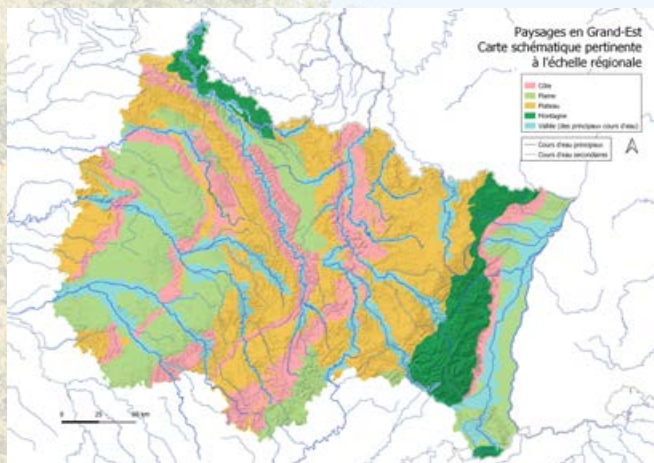 Paysages en Grand-Est
Carte schématique pertinente
à l'échelle régionale
Côte
Plaine
Plateau
Montagne
Vallée (des principaux cours d'eau)
Cours d'eau principaux
Cours d'eau secondaires
0 25 50 km